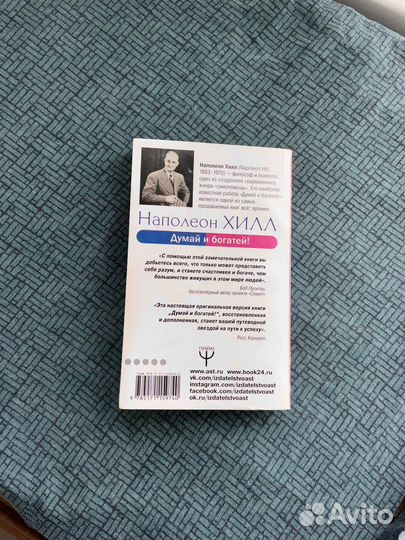 Наполеон Хилл (Napoleon Hill,
1883–1970) — философ и психолог,
один из создателей современного
жанра «самопомощь». Его наиболее
известная работа «Думай и богатей!»
является одной из самых
продаваемых книг всех времен.
Наполеон ХИЛЛ
Думай и богатей!
«С помощью этой замечательной книги вы
добьетесь всего, что только может представить
себе разум, и станете счастливее и богаче, чем
большинство живущих в этом мире людей».
Боб Проктор,
бестселлерный автор проекта «Секрет»
«Эта настоящая оригинальная версия книги
„Думай и богатей!", восстановленная
и дополненная, станет вашей путеводной
звездой на пути к успеху».
Росс Корнуэлл
ПРАЙМ
www.ast.ru www.book24.ru
vk.com/izdatelstvoast
instagram.com/izdatelstvoast
facebook.com/izdatelstvoast
ok.ru/izdatelstvoast
9 785171 159740
Avito